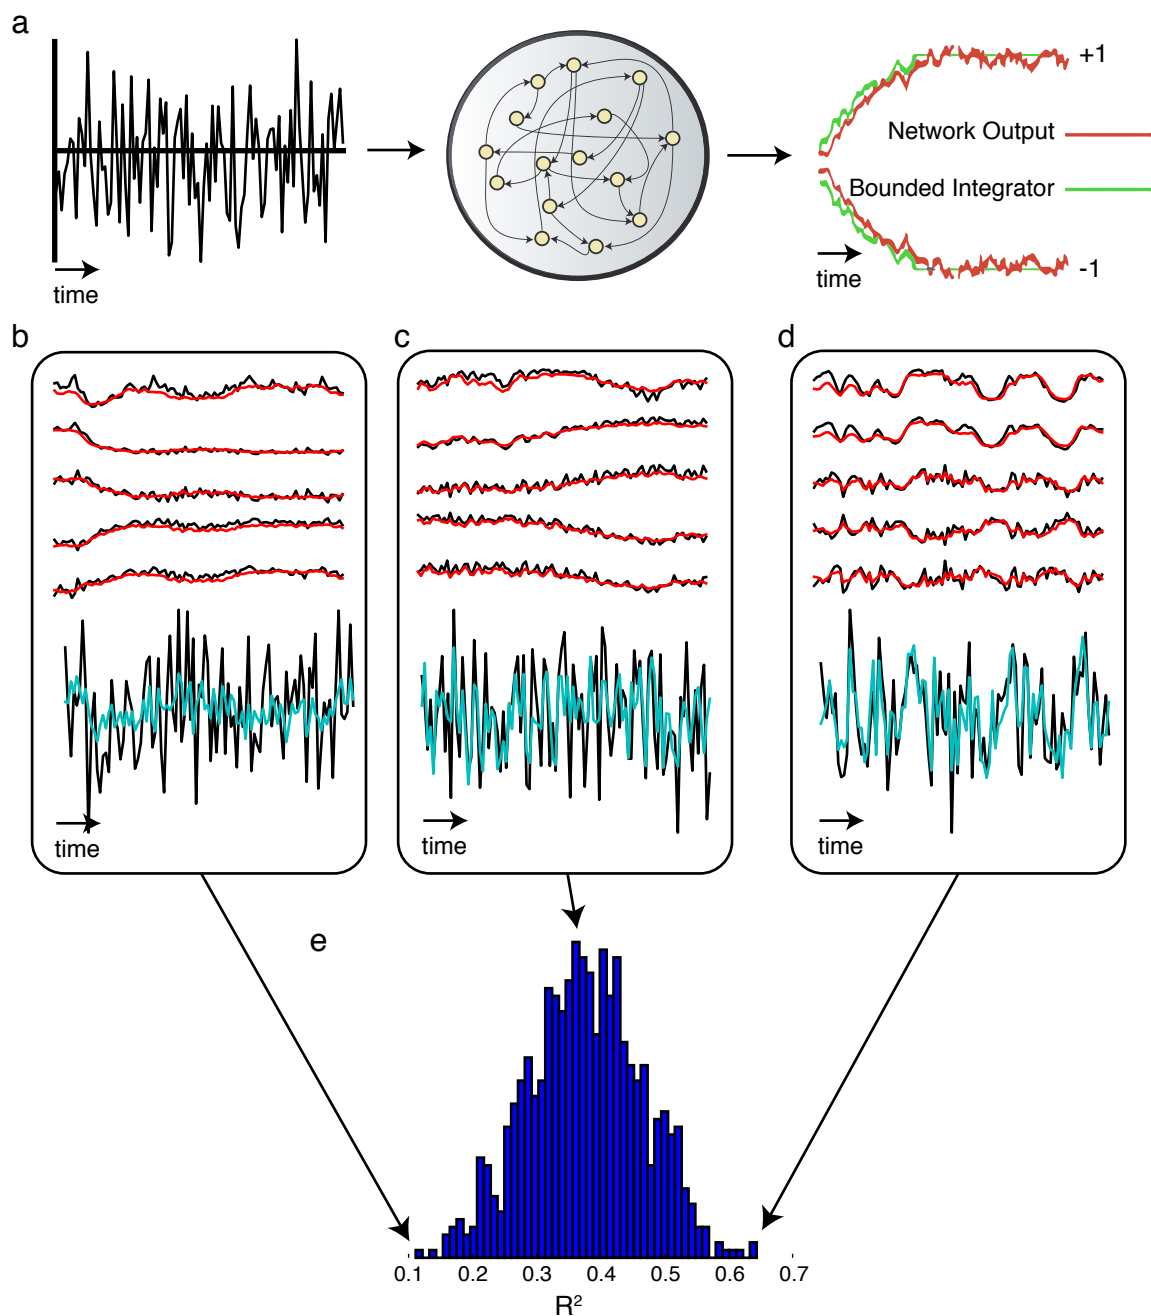 a
time
+1
Network Output
Bounded Integrator
time
-1
b
c
d
time
time
time
e
0.1 0.2 0.3 0.4 0.5 0.6 0.7
R²